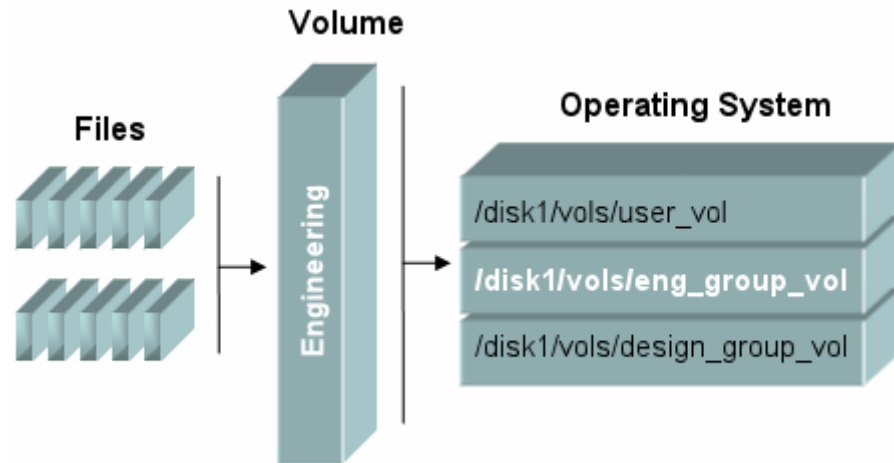 Volume
Files
Engineering
Operating System
/disk1/vols/user_vol
/disk1/vols/eng_group_vol
/disk1/vols/design_group_vol